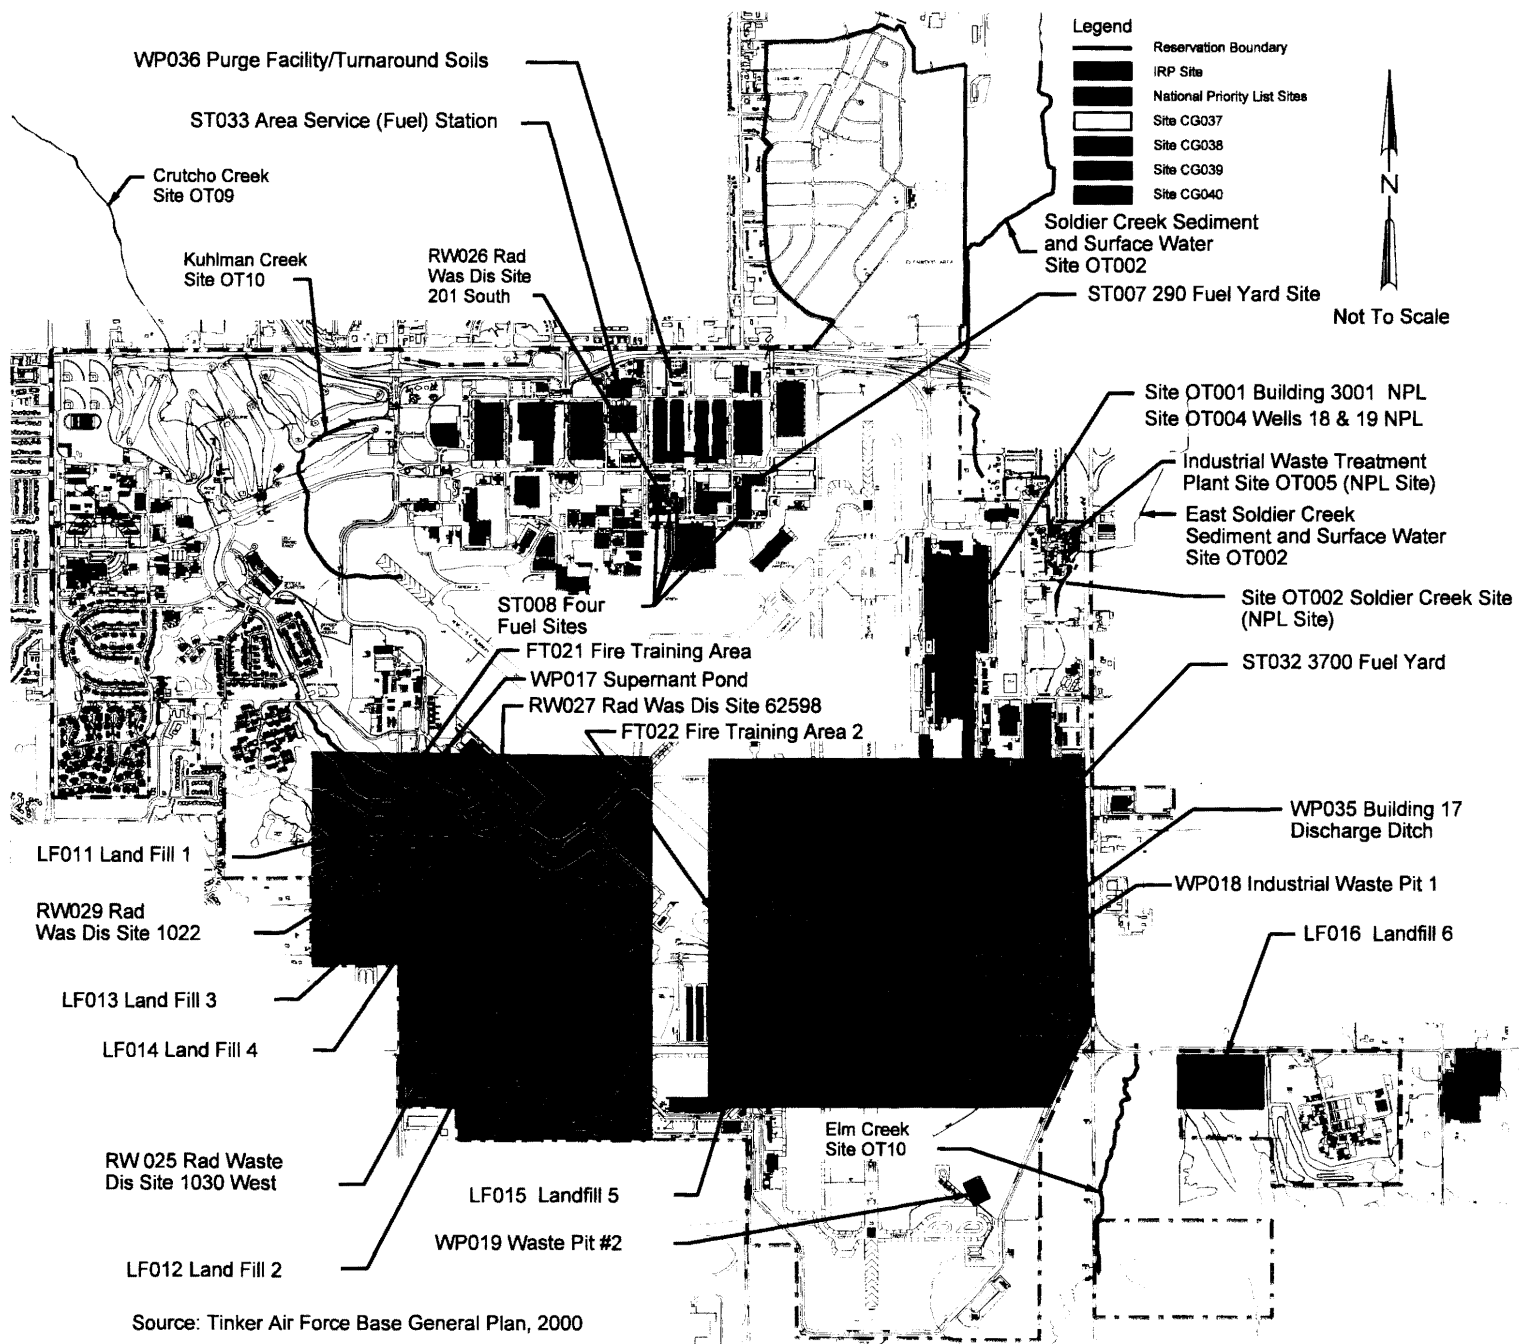 Legend
Reservation Boundary
IRP Site
National Priority List Sites
Site CG037
Site CG038
Site CG039
Site CG040
N
Not To Scale
WP036 Purge Facility/Turnaround Soils
ST033 Area Service (Fuel) Station
Crutcho Creek
Site OT09
Kuhlman Creek
Site OT10
RW026 Rad
Was Dis Site
201 South
Soldier Creek Sediment
and Surface Water
Site OT002
ST007 290 Fuel Yard Site
Site OT001 Building 3001 NPL
Site OT004 Wells 18 & 19 NPL
Industrial Waste Treatment
Plant Site OT005 (NPL Site)
East Soldier Creek
Sediment and Surface Water
Site OT002
Site OT002 Soldier Creek Site
(NPL Site)
ST008 Four
Fuel Sites
FT021 Fire Training Area
WP017 Supernant Pond
RW027 Rad Was Dis Site 62598
FT022 Fire Training Area 2
ST032 3700 Fuel Yard
WP035 Building 17
Discharge Ditch
LF011 Land Fill 1
WP018 Industrial Waste Pit 1
RW029 Rad
Was Dis Site 1022
LF016 Landfill 6
LF013 Land Fill 3
LF014 Land Fill 4
Elm Creek
Site OT10
RW 025 Rad Waste
Dis Site 1030 West
LF015 Landfill 5
WP019 Waste Pit #2
LF012 Land Fill 2
Source: Tinker Air Force Base General Plan, 2000